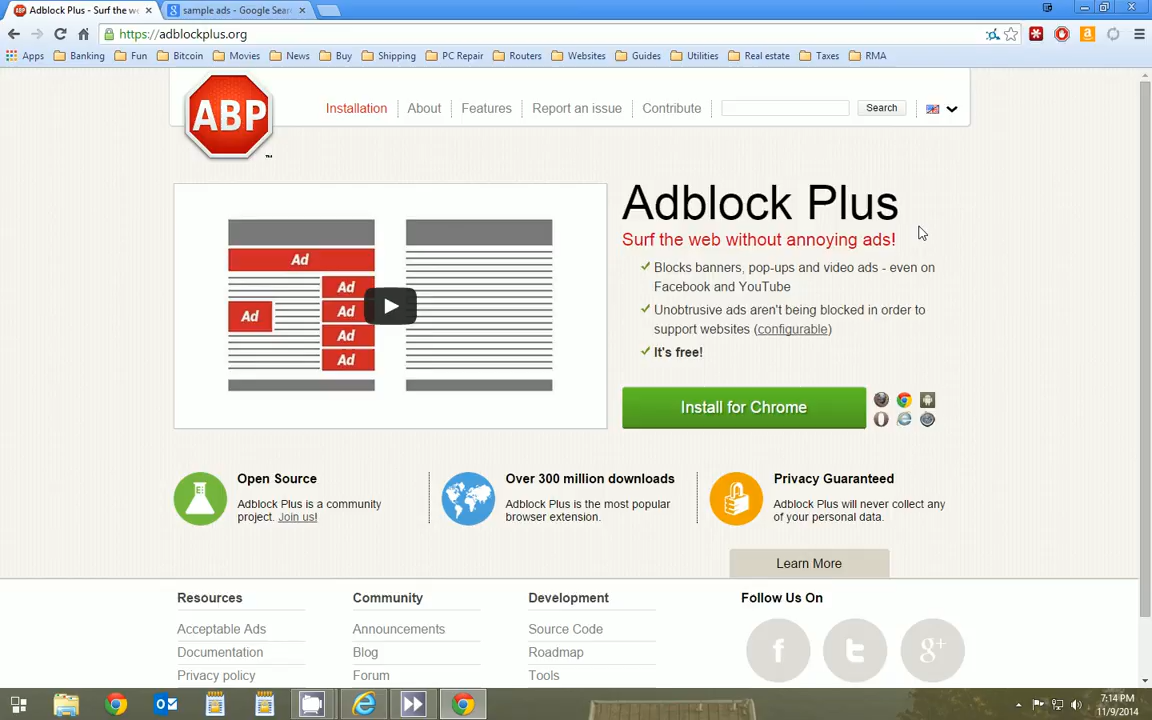 Adblock Plus - Surf the we
sample ads - Google Sear
https://adblockplus.org
Apps Banking Fun Bitcoin Movies News Buy Shipping PC Repair Routers Websites Guides Utilities Real estate Taxes RMA
ABP
™
Installation About Features Report an issue Contribute Search
Ad
Ad
Ad
Ad
Ad
Ad
Adblock Plus
Surf the web without annoying ads!
Blocks banners, pop-ups and video ads - even on
Facebook and YouTube
Unobtrusive ads aren't being blocked in order to
support websites (configurable)
It's free!
Install for Chrome
Open Source
Adblock Plus is a community
project. Join us!
Over 300 million downloads
Adblock Plus is the most popular
browser extension.
Privacy Guaranteed
Adblock Plus will never collect any
of your personal data.
Learn More
Resources
Acceptable Ads
Documentation
Privacy policy
Community
Announcements
Blog
Forum
Development
Source Code
Roadmap
Tools
Follow Us On
f
g+
7:14 PM
11/9/2014